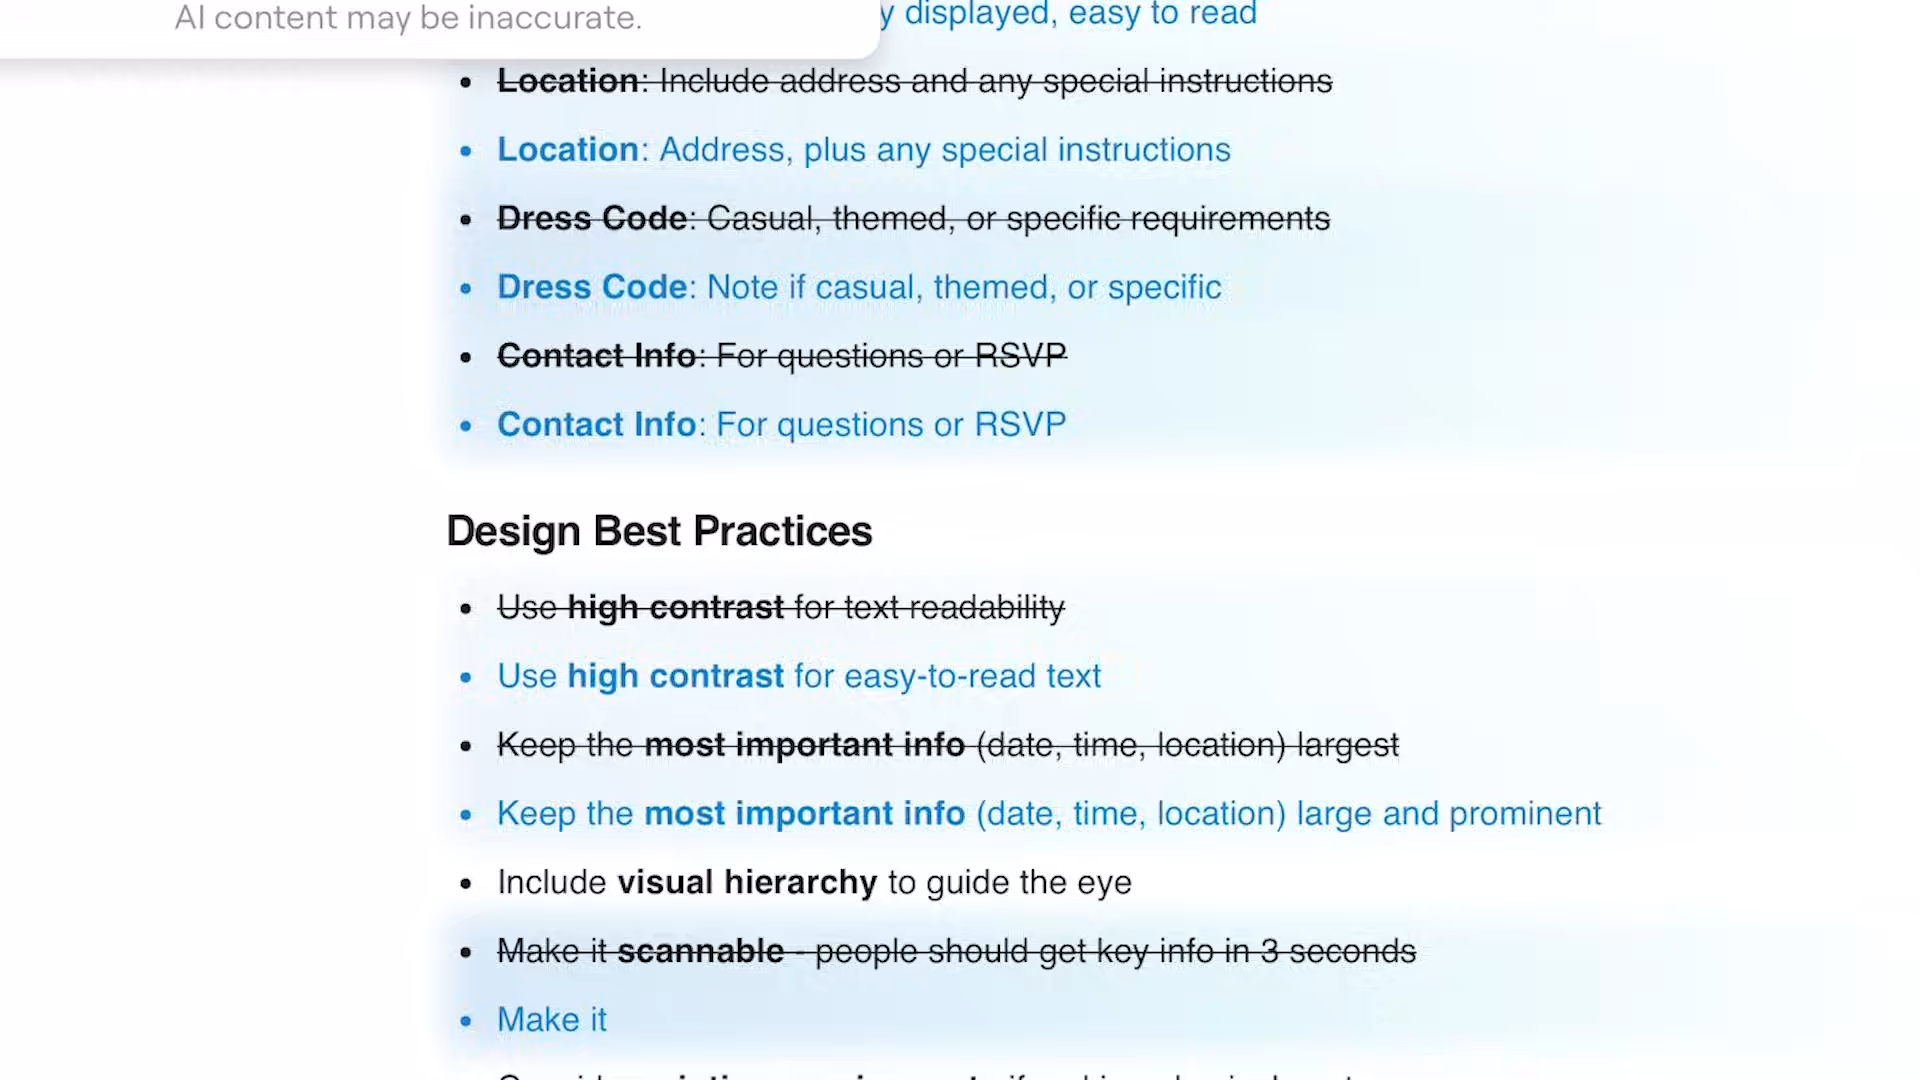 AI content may be inaccurate.
y displayed, easy to read
• Location: Include address and any special instructions
• Location: Address, plus any special instructions
• Dress Code: Casual, themed, or specific requirements
• Dress Code: Note if casual, themed, or specific
• Contact Info: For questions or RSVP
• Contact Info: For questions or RSVP
Design Best Practices
• Use high contrast for text readability
• Use high contrast for easy-to-read text
• Keep the most important info (date, time, location) largest
• Keep the most important info (date, time, location) large and prominent
• Include visual hierarchy to guide the eye
• Make it scannable - people should get key info in 3 seconds
• Make it